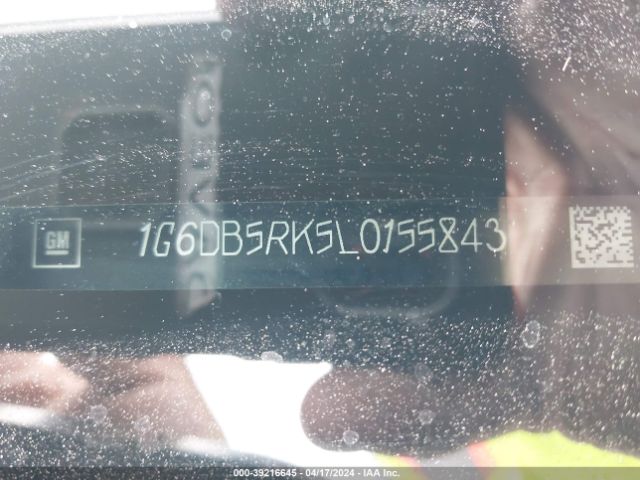 GM 1G6DB5RK5L0155843
000-39216645 - 04/17/2024 - IAA Inc.